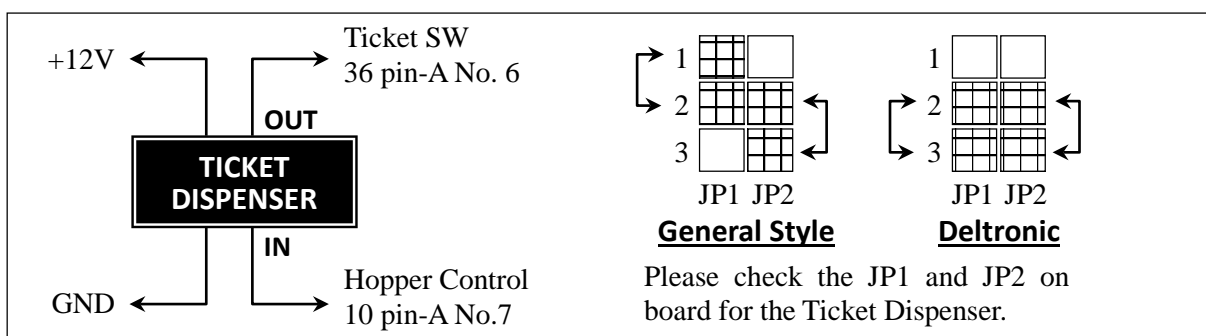 +12V
Ticket SW
36 pin-A No. 6
OUT
TICKET
DISPENSER
IN
GND
Hopper Control
10 pin-A No.7
1
2
3
JP1 JP2
General Style
1
2
3
JP1 JP2
Deltronic
Please check the JP1 and JP2 on
board for the Ticket Dispenser.